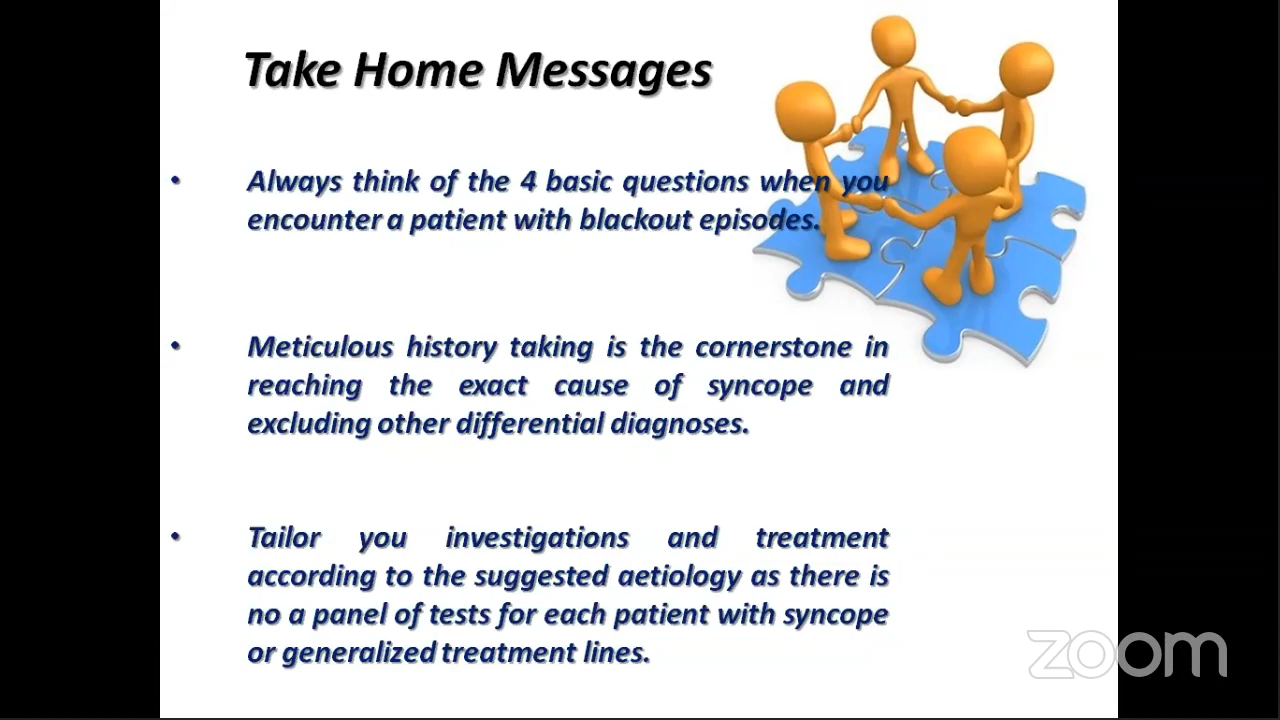 Take Home Messages
• Always think of the 4 basic questions when you
encounter a patient with blackout episodes.
• Meticulous history taking is the cornerstone in
reaching the exact cause of syncope and
excluding other differential diagnoses.
• Tailor you investigations and treatment
according to the suggested aetiology as there is
no a panel of tests for each patient with syncope
or generalized treatment lines.
zoom